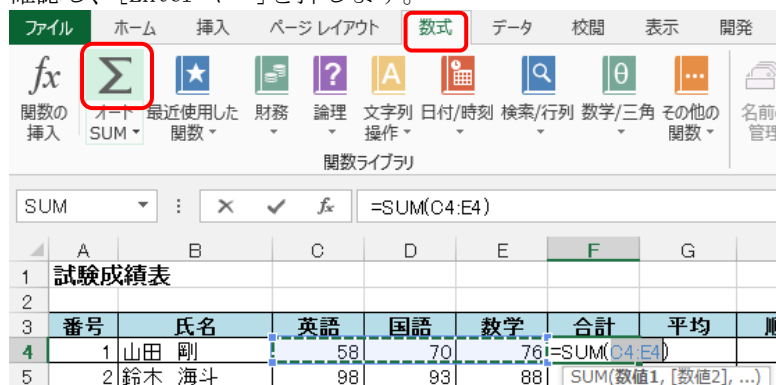 ファイル ホーム 挿入 ページ レイアウト 数式 データ 校閲 表示 開発
fx Σ ★ ? A θ …
関数の オート 最近使用した 財務 論理 文字列 日付/時刻 検索/行列 数学/三角 その他の
挿入 SUM 関数 操作 関数
関数ライブラリ
SUM fx =SUM(C4:E4)
A B C D E F G
1 試験成績表
2
3 番号 氏名 英語 国語 数学 合計 平均
4 1 山田 剛 58 70 76 =SUM(C4:E4)
5 2 鈴木 海斗 98 93 88 SUM(数値1, [数値2], ...)